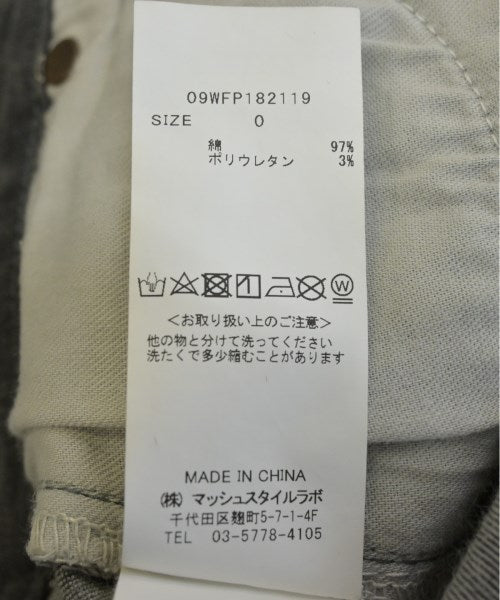 09WFP182119
SIZE 0
綿 97%
ポリウレタン 3%
W
<お取り扱い上のご注意>
他の物と分けて洗ってください
洗たくで多少縮むことがあります
MADE IN CHINA
(株) マッシュスタイルラボ
千代田区麹町5-7-1-4F
TEL 03-5778-4105